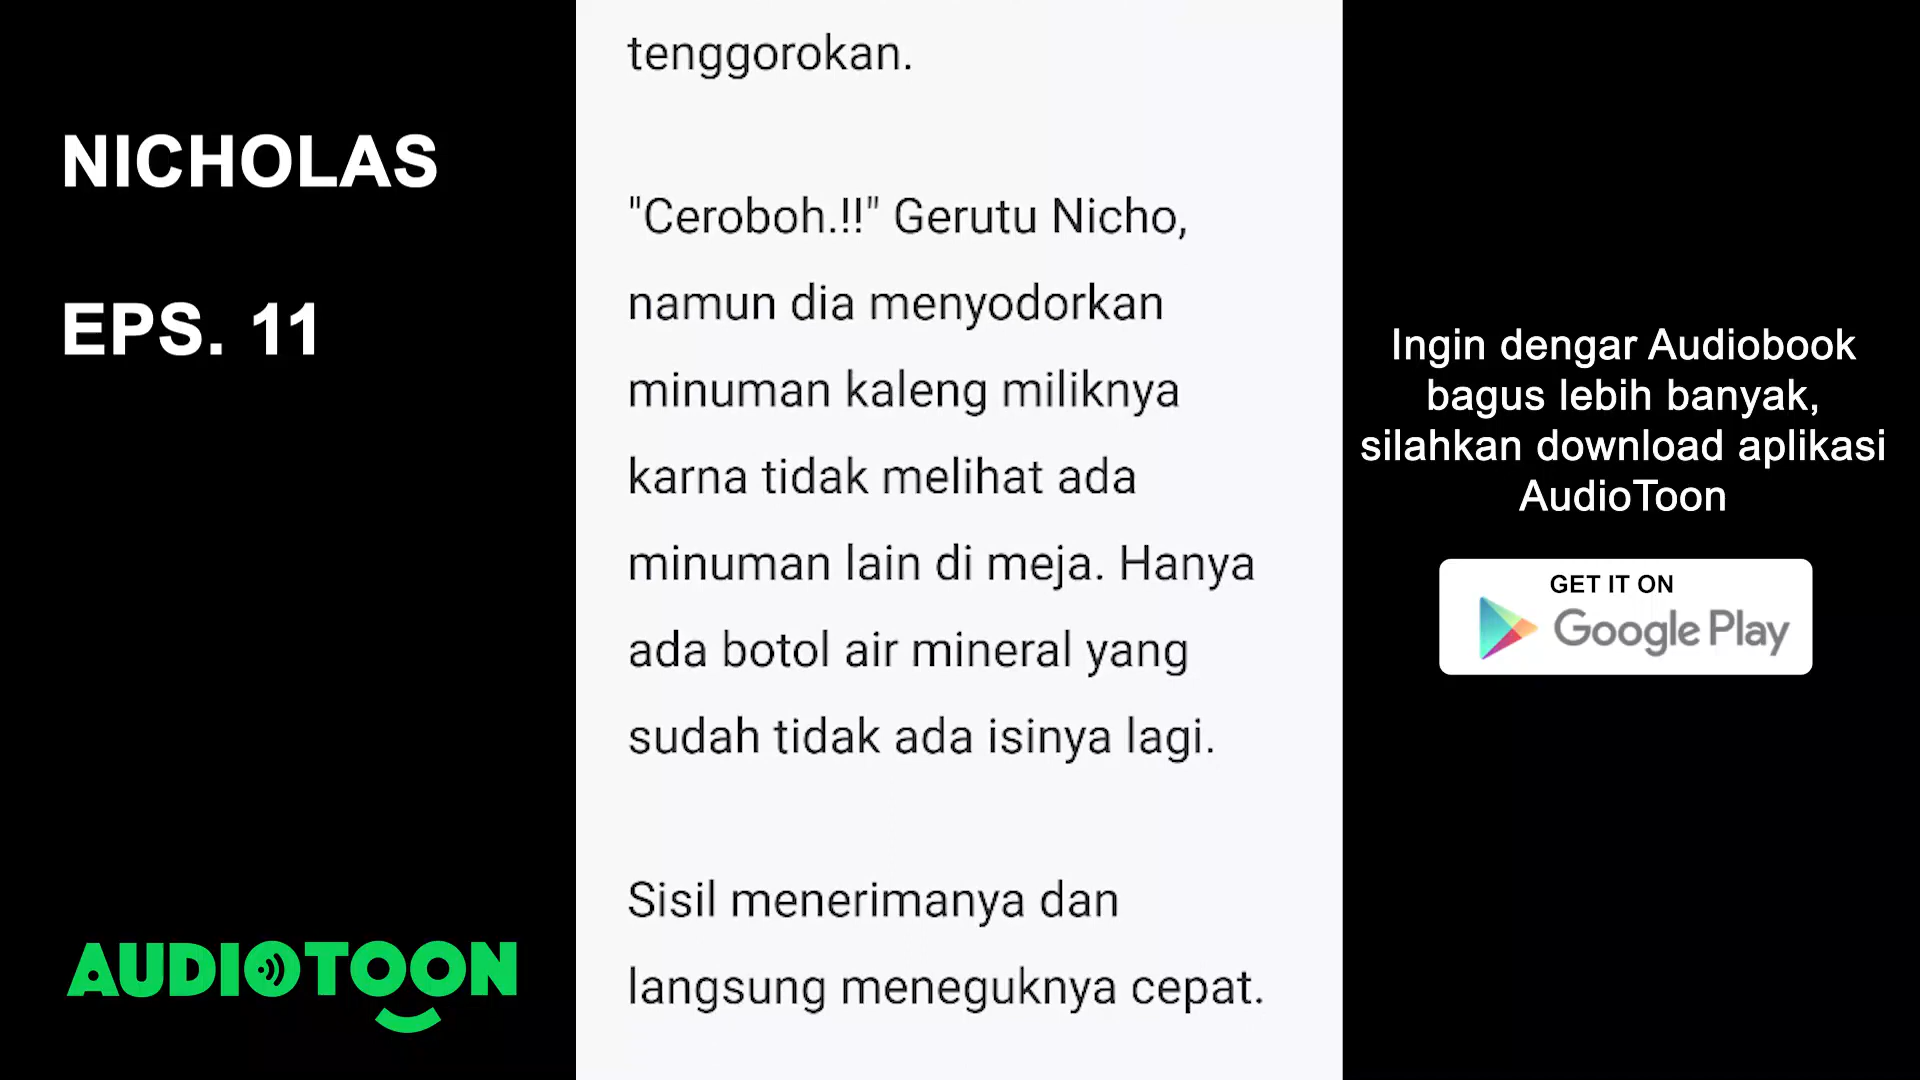 NICHOLAS
EPS. 11
AUDIOTOON
tenggorokan.
"Ceroboh.!!" Gerutu Nicho,
namun dia menyodorkan
minuman kaleng miliknya
karna tidak melihat ada
minuman lain di meja. Hanya
ada botol air mineral yang
sudah tidak ada isinya lagi.
Sisil menerimanya dan
langsung meneguknya cepat.
Ingin dengar Audiobook
bagus lebih banyak,
silahkan download aplikasi
AudioToon
GET IT ON
Google Play